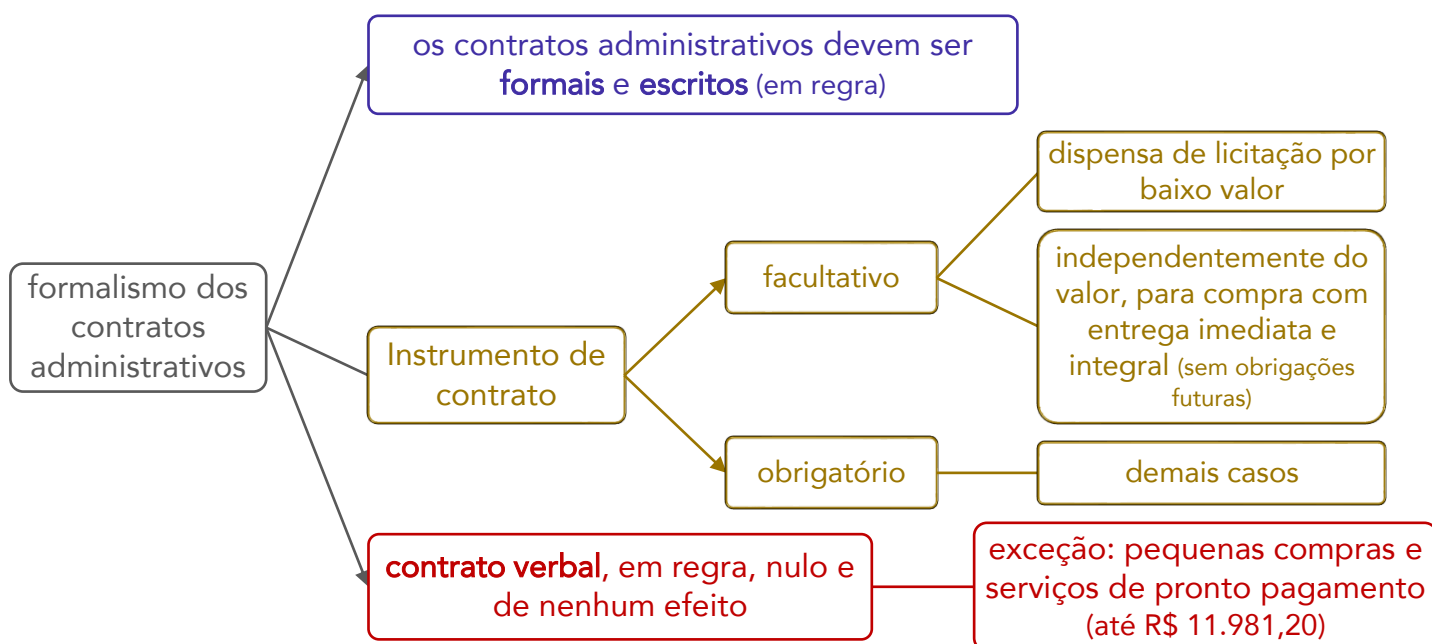 os contratos administrativos devem ser
formais e escritos (em regra)
dispensa de licitação por
baixo valor
facultativo
independentemente do
valor, para compra com
entrega imediata e
integral (sem obrigações
futuras)
formalismo dos
contratos
administrativos
Instrumento de
contrato
obrigatório
demais casos
contrato verbal, em regra, nulo e
de nenhum efeito
exceção: pequenas compras e
serviços de pronto pagamento
(até R$ 11.981,20)